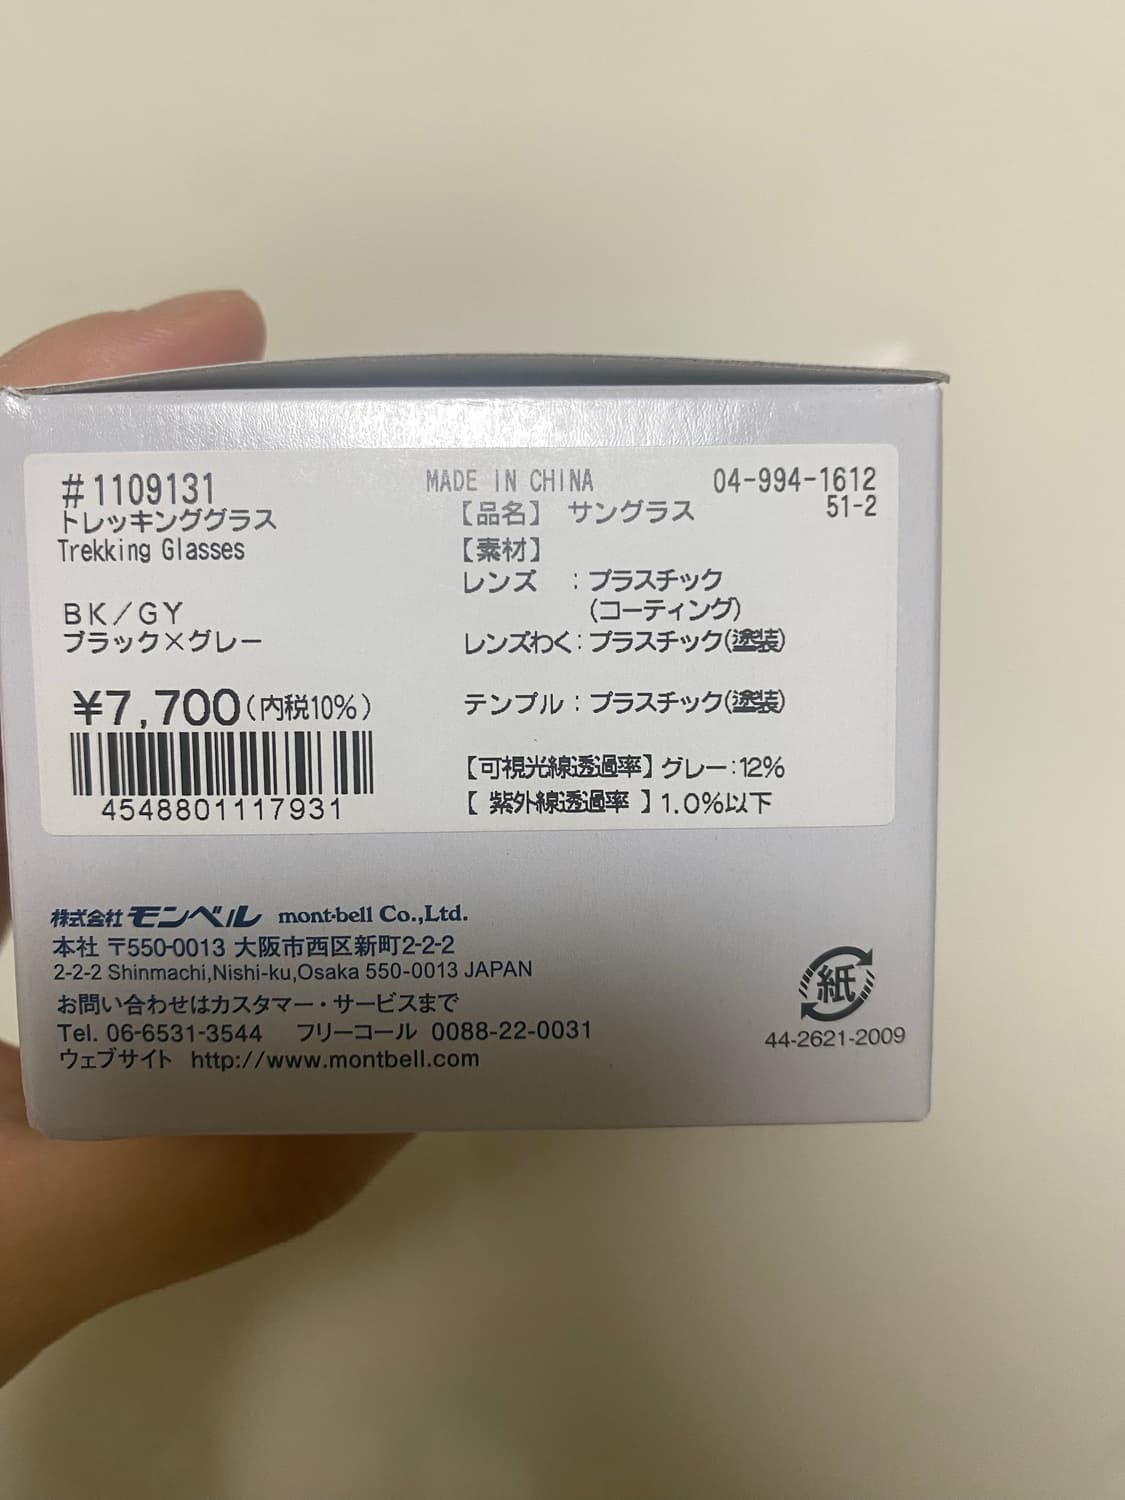 #1109131
トレッキンググラス
Trekking Glasses
BK/GY
ブラック×グレー
¥7,700(内税10%)
4548801117931
MADE IN CHINA
04-994-1612
51-2
【品名】 サングラス
【素材】
レンズ :プラスチック
(コーティング)
レンズわく:プラスチック(塗装)
テンプル:プラスチック(塗装)
【可視光線透過率】グレー:12%
【 紫外線透過率 】1.0%以下
株式会社モンベル mont·bell Co.,Ltd.
本社 〒550-0013 大阪市西区新町2-2-2
2-2-2 Shinmachi,Nishi-ku,Osaka 550-0013 JAPAN
お問い合わせはカスタマー・サービスまで
Tel. 06-6531-3544 フリーコール 0088-22-0031
ウェブサイト http://www.montbell.com
紙
44-2621-2009